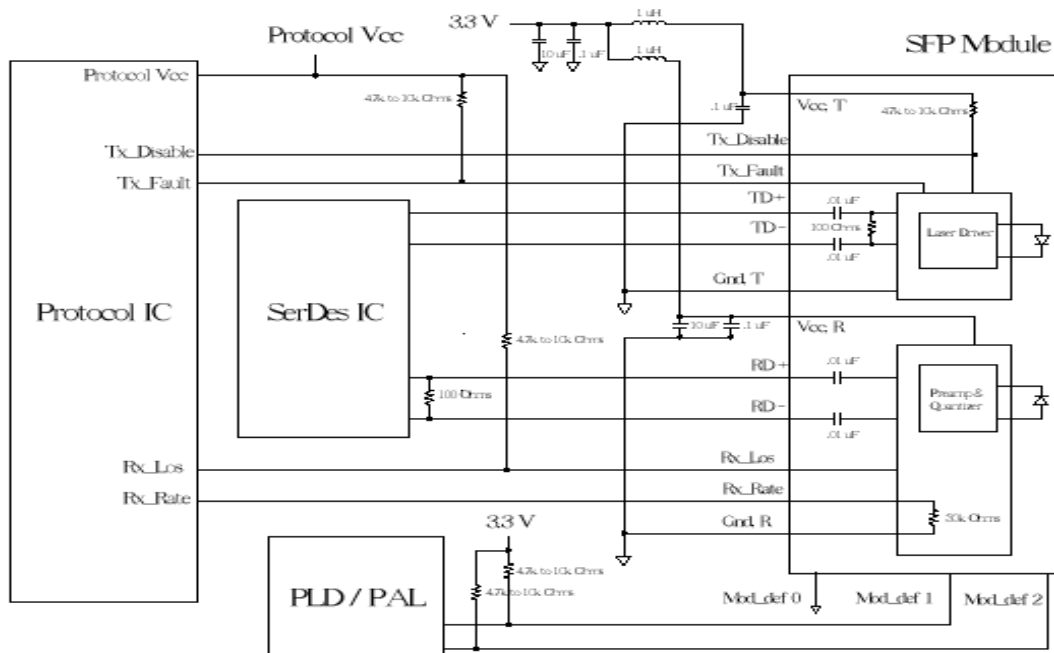 3.3 V
1 uH
Protocol Vcc
SFP Module
10 uF
.1 uF
1 uH
Protocol Vcc
4.7k to 10k Ohms
.1 uF
Vcc, T
4.7k to 10k Ohms
Tx_Disable
Tx_Disable
Tx_Fault
Tx_Fault
TD+
.01 uF
TD-
100 Ohms
Laser Driver
.01 uF
Gnd, T
Protocol IC
SerDes IC
10 uF
.1 uF
Vcc, R
4.7k to 10k Ohms
RD+
.01 uF
100 Ohms
Preamp &
Quantizer
RD-
.01 uF
Rx_Los
Rx_Los
Rx_Rate
Rx_Rate
Gnd, R
30k Ohms
3.3 V
4.7k to 10k Ohms
4.7k to 10k Ohms
PLD / PAL
Mod_def 0
Mod_def 1
Mod_def 2